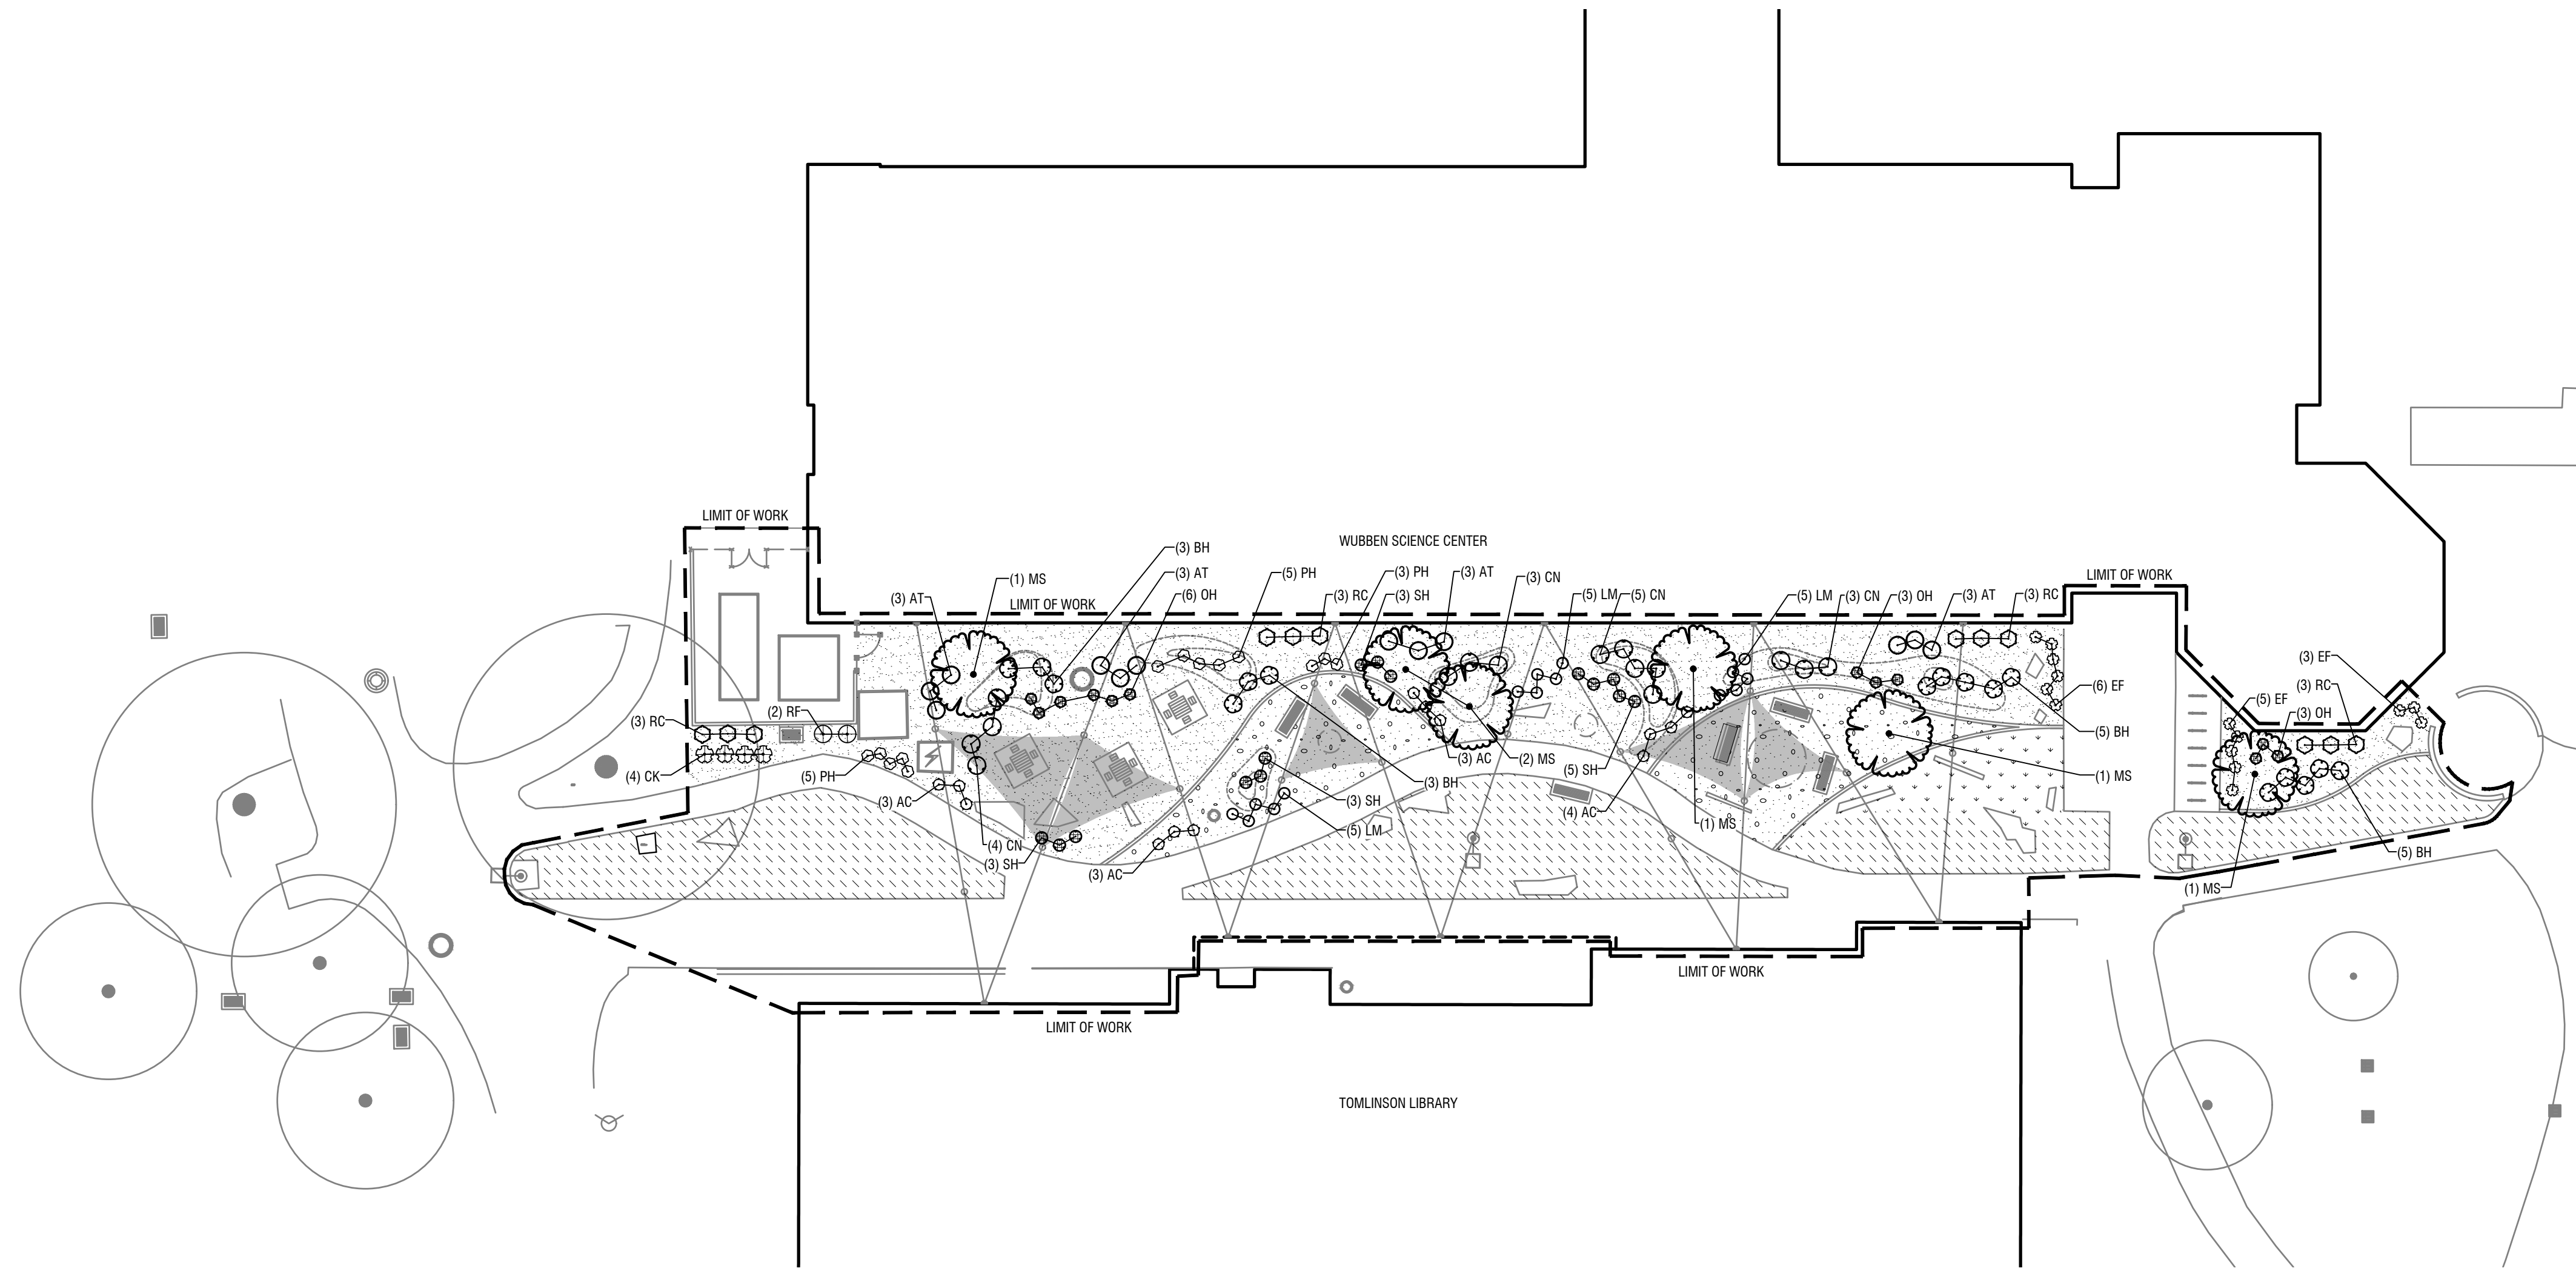 LIMIT OF WORK
WUBBEN SCIENCE CENTER
(3) BH
(3) AT
(5) PH
(3) PH
(3) AT
(3) CN
(1) MS
(3) AT
LIMIT OF WORK
(6) OH
(3) RC
(3) SH
(5) LM
(5) CN
(5) LM
(3) CN
(3) OH
(3) AT
(3) RC
LIMIT OF WORK
(3) EF
(6) EF
(3) RC
(5) EF
(3) OH
(2) RF
(3) RC
(5) BH
(4) CK
(5) PH
(3) AC
(2) MS
(5) SH
(1) MS
(3) BH
(3) AC
(3) SH
(4) AC
(1) MS
(5) LM
(4) CN
(3) SH
(3) AC
(5) BH
(1) MS
LIMIT OF WORK
LIMIT OF WORK
TOMLINSON LIBRARY